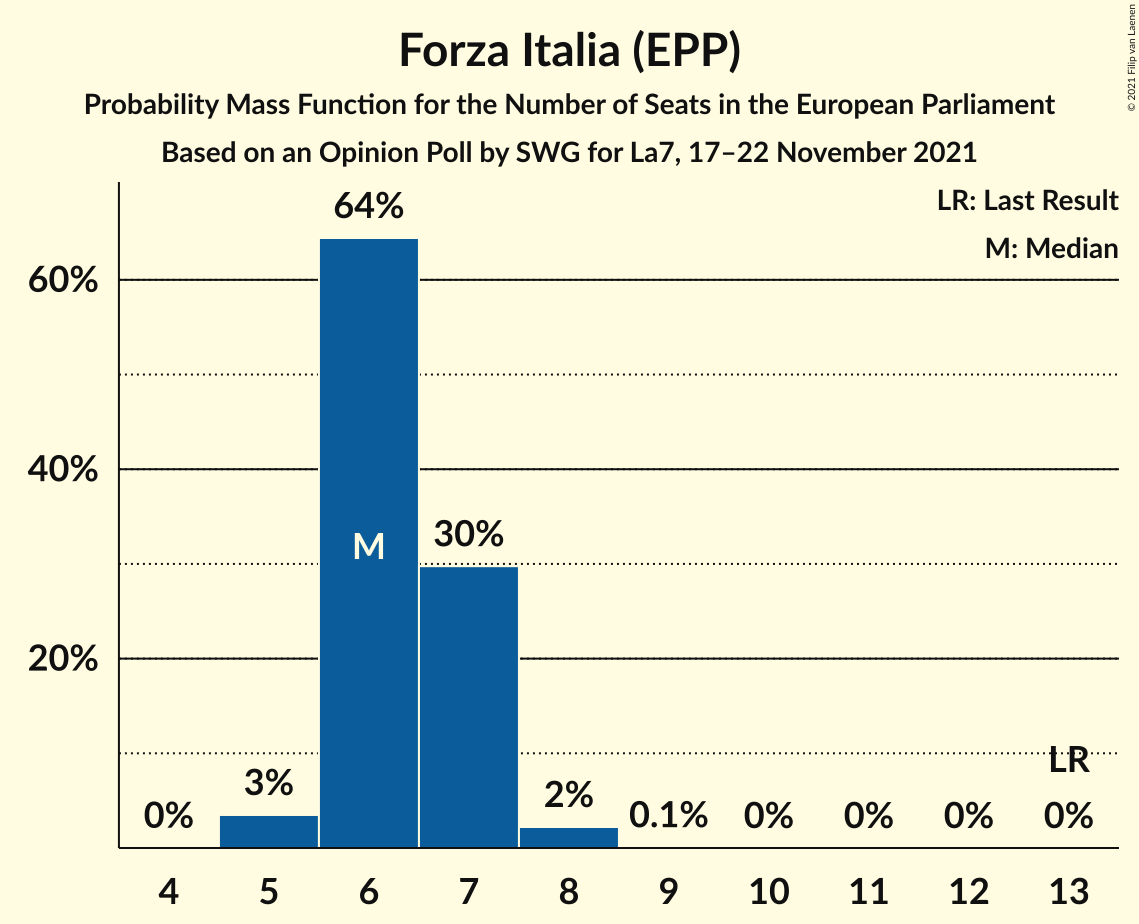 Forza Italia (EPP)
Probability Mass Function for the Number of Seats in the European Parliament
Based on an Opinion Poll by SWG for La7, 17–22 November 2021
© 2021 Filip van Laenen
LR: Last Result
M: Median
64%
60%
40%
30%
M
20%
LR
0% 3% 2% 0.1% 0% 0% 0% 0%
4 5 6 7 8 9 10 11 12 13